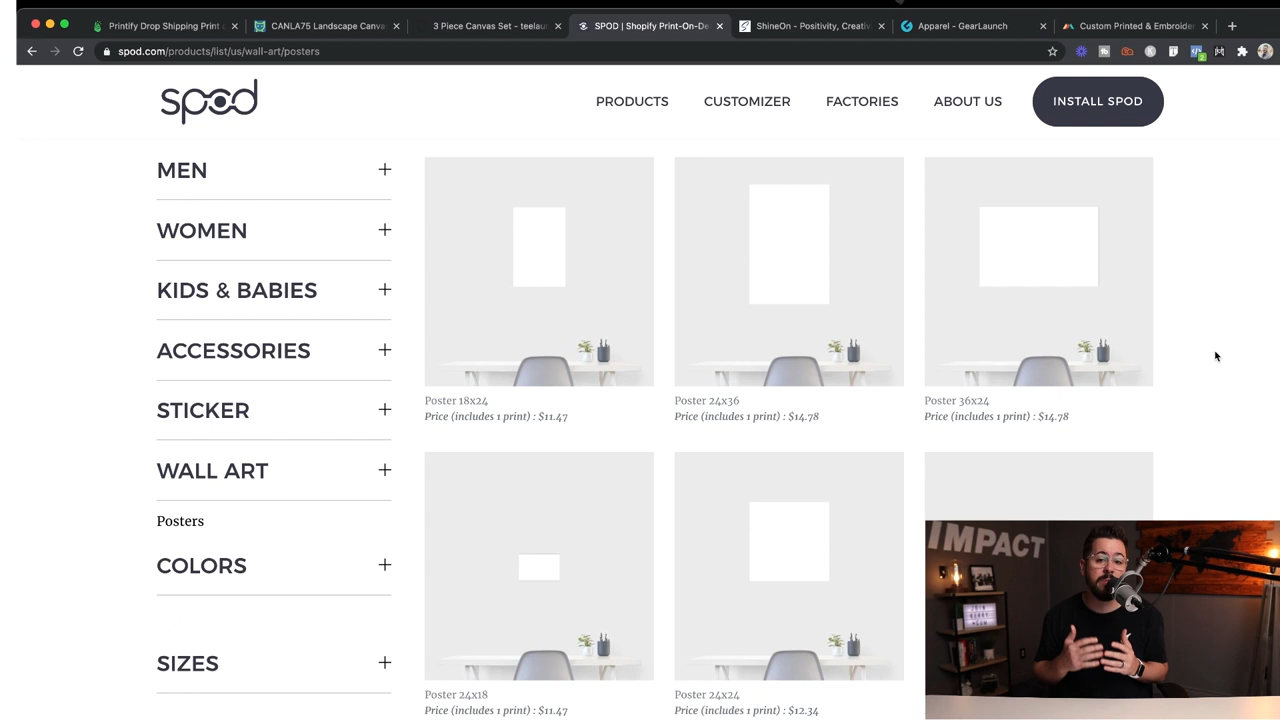 Printify Drop Shipping Print
CANLA75 Landscape Canva
3 Piece Canvas Set - teelau
SPOD | Shopify Print-On-De
ShineOn - Positivity, Creativ
Apparel - GearLaunch
Custom Printed & Embroide
spod.com/products/list/us/wall-art/posters
spod
PRODUCTS
CUSTOMIZER
FACTORIES
ABOUT US
INSTALL SPOD
MEN
WOMEN
KIDS & BABIES
ACCESSORIES
STICKER
WALL ART
Posters
COLORS
SIZES
Poster 18x24
Price (includes 1 print) : $11.47
Poster 24x36
Price (includes 1 print) : $14.78
Poster 36x24
Price (includes 1 print) : $14.78
Poster 24x18
Price (includes 1 print) : $11.47
Poster 24x24
Price (includes 1 print) : $12.34
IMPACT